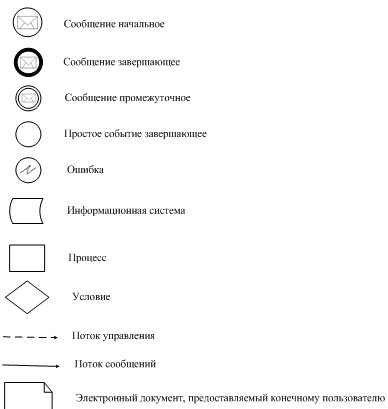 Сообщение начальное
Сообщение завершающее
Сообщение промежуточное
Простое событие завершающее
Ошибка
Информационная система
Процесс
Условие
Поток управления
Поток сообщений
Электронный документ, предоставляемый конечному пользователю